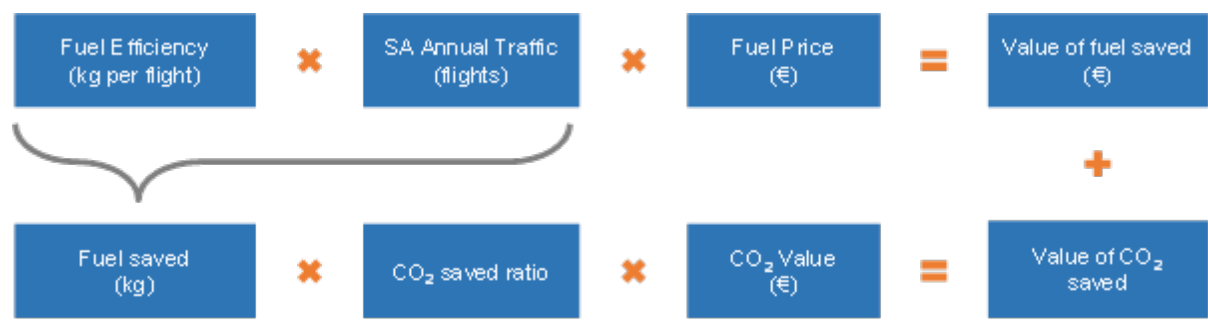 Fuel Efficiency
(kg per flight)
✖
SA Annual Traffic
(flights)
✖
Fuel Price
(€)
=
Value of fuel saved
(€)
+
Fuel saved
(kg)
✖
CO₂ saved ratio
✖
CO₂ Value
(€)
=
Value of CO₂
saved